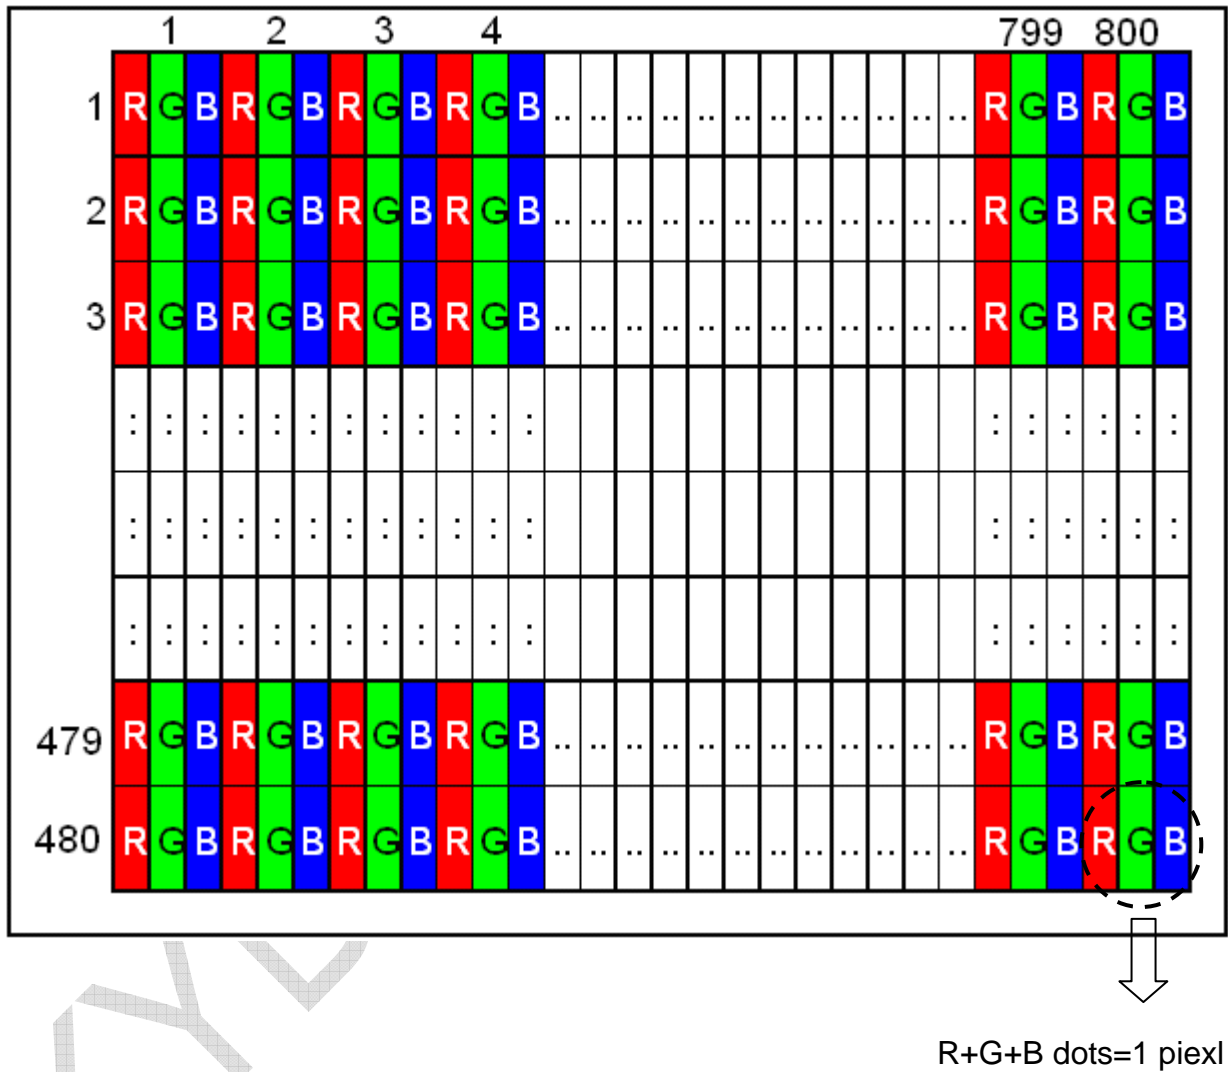 1 2 3 4 799 800
1 R G B R G B R G B R G B .. .. .. .. .. .. .. .. .. .. .. .. R G B R G B
2 R G B R G B R G B R G B .. .. .. .. .. .. .. .. .. .. .. .. R G B R G B
3 R G B R G B R G B R G B .. .. .. .. .. .. .. .. .. .. .. .. R G B R G B
: : : : : : : : : : : : : : : : : :
: : : : : : : : : : : : : : : : : :
: : : : : : : : : : : : : : : : : :
479 R G B R G B R G B R G B .. .. .. .. .. .. .. .. .. .. .. .. R G B R G B
480 R G B R G B R G B R G B .. .. .. .. .. .. .. .. .. .. .. .. R G B R G B
R+G+B dots=1 piexl